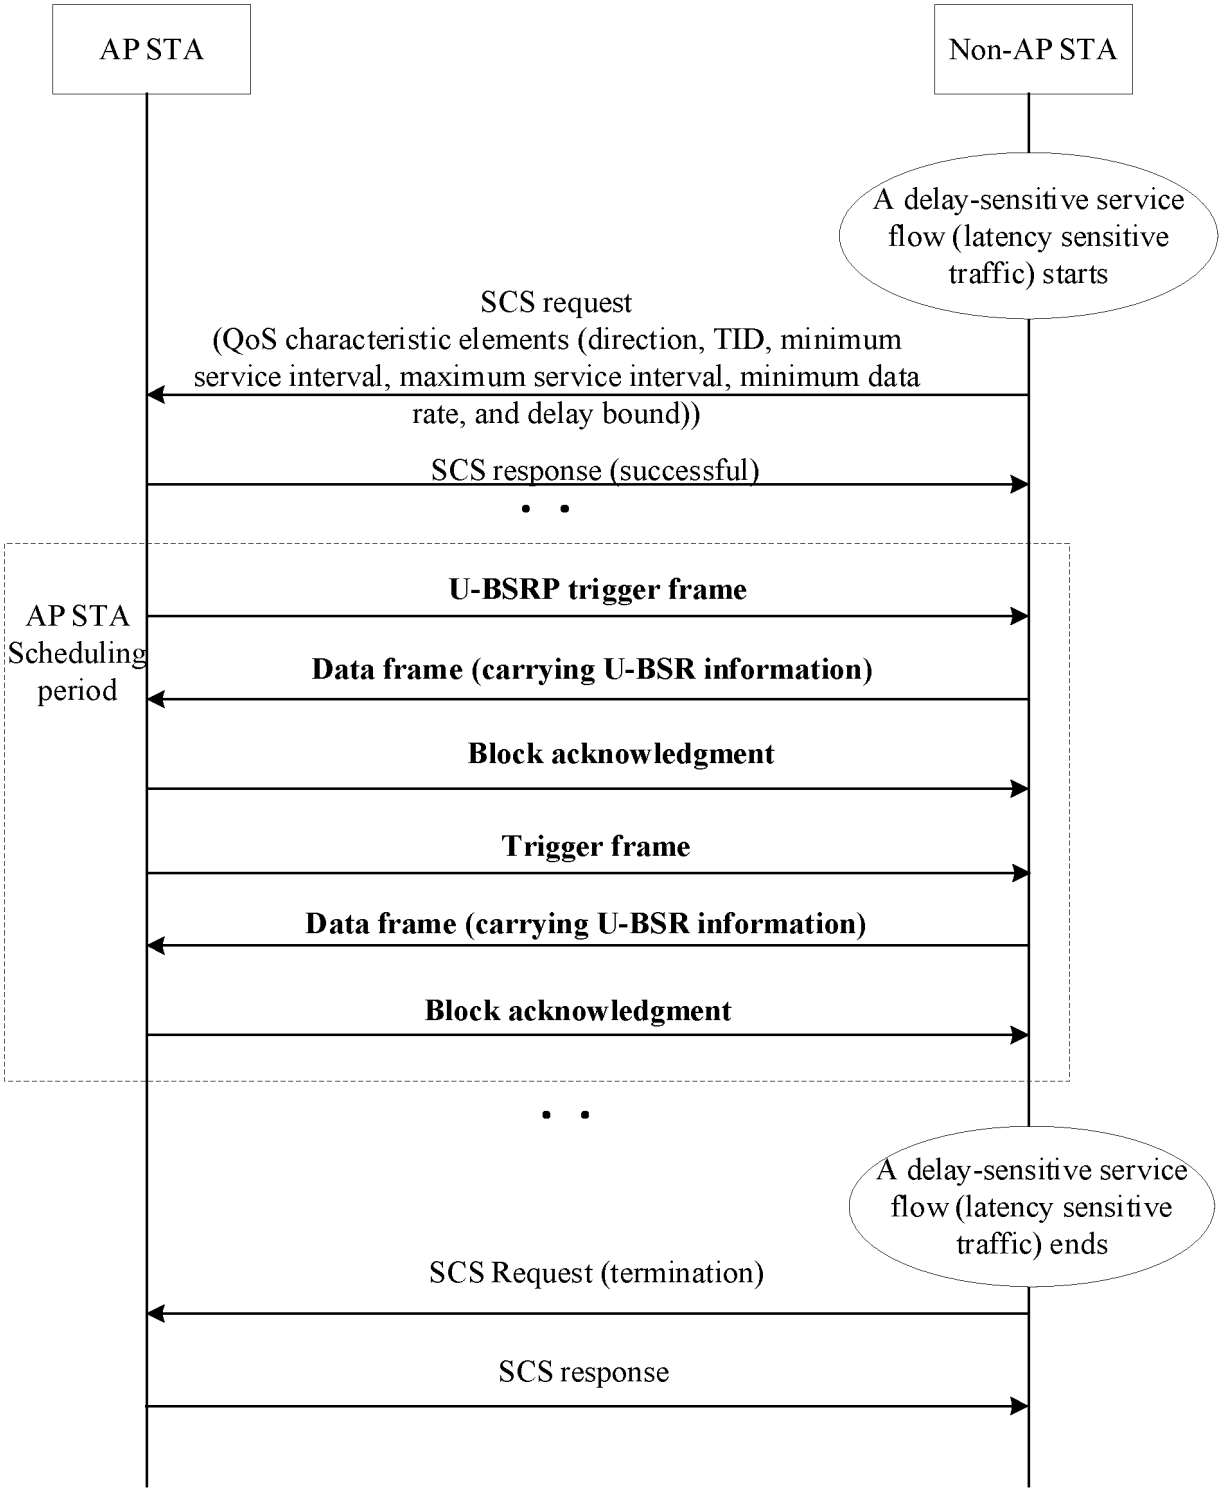 AP STA
Non-AP STA
A delay-sensitive service
flow (latency sensitive
traffic) starts
SCS request
(QoS characteristic elements (direction, TID, minimum
service interval, maximum service interval, minimum data
rate, and delay bound))
SCS response (successful)
AP STA
Scheduling
period
U-BSRP trigger frame
Data frame (carrying U-BSR information)
Block acknowledgment
Trigger frame
Data frame (carrying U-BSR information)
Block acknowledgment
A delay-sensitive service
flow (latency sensitive
traffic) ends
SCS Request (termination)
SCS response